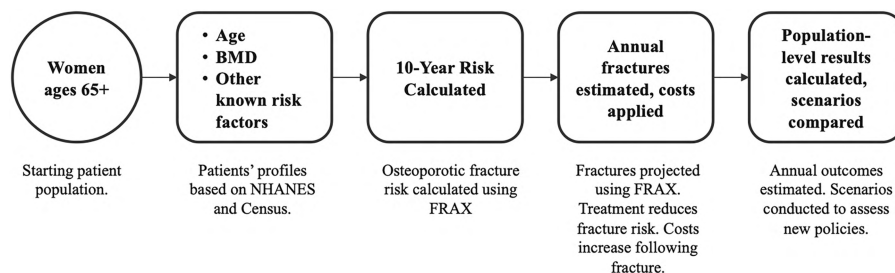 Women
ages 65+
Starting patient
population.
• Age
• BMD
• Other
known risk
factors
Patients' profiles
based on NHANES
and Census.
10-Year Risk
Calculated
Osteoporotic fracture
risk calculated using
FRAX
Annual
fractures
estimated, costs
applied
Fractures projected
using FRAX.
Treatment reduces
fracture risk. Costs
increase following
fracture.
Population-
level results
calculated,
scenarios
compared
Annual outcomes
estimated. Scenarios
conducted to assess
new policies.